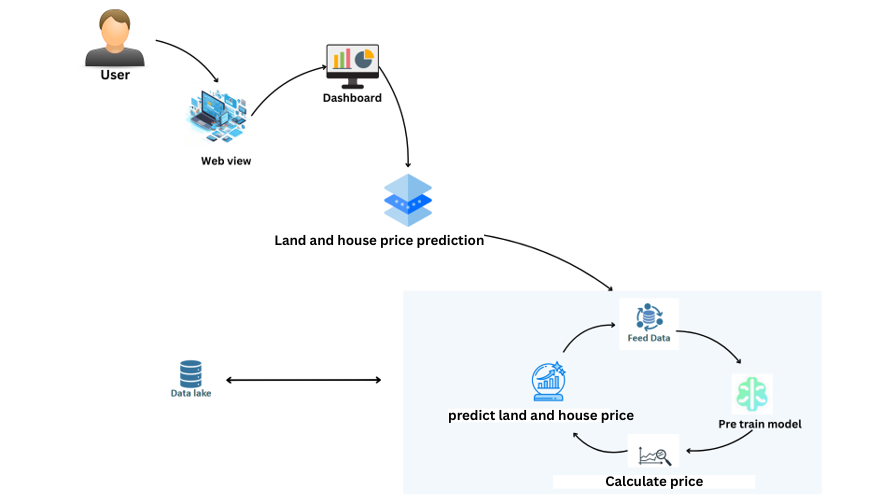 User
Web view
Dashboard
Land and house price prediction
Feed Data
Data lake
predict land and house price
Pre train model
Calculate price